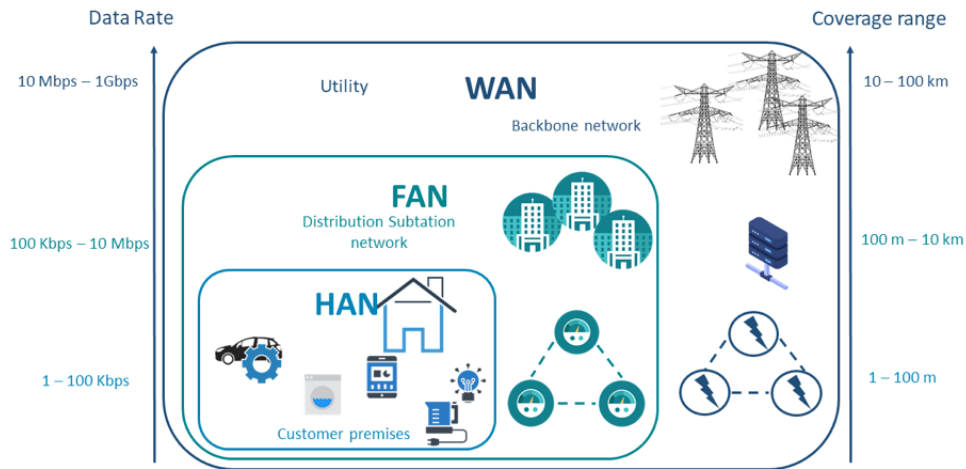 Data Rate
Coverage range
10 Mbps – 1Gbps
Utility
WAN
10 – 100 km
Backbone network
FAN
Distribution Subtation
network
100 Kbps – 10 Mbps
100 m – 10 km
HAN
1 – 100 Kbps
1 – 100 m
Customer premises